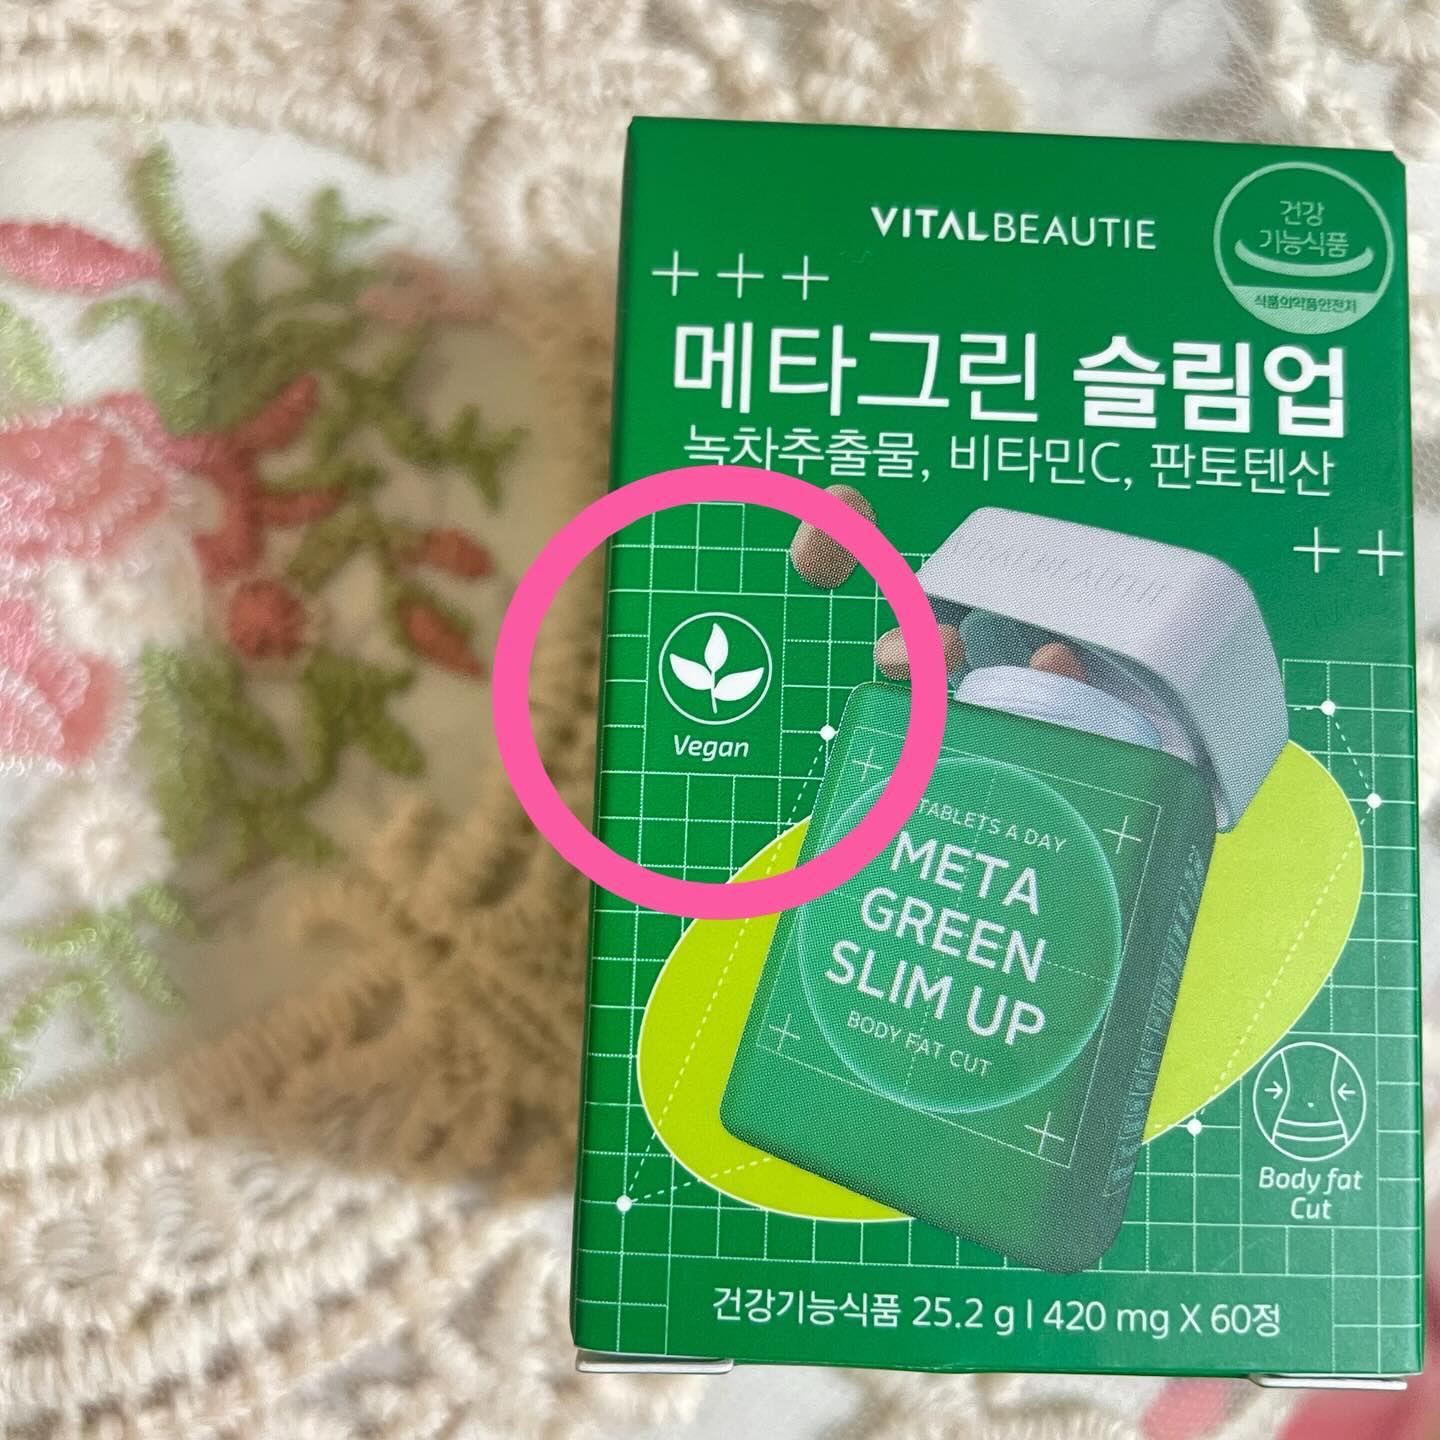 VITALBEAUTIE
건강
기능식품
식품의약품안전처
메타그린 슬림업
녹차추출물, 비타민C, 판토텐산
Vegan
TABLETS A DAY
META
GREEN
SLIM UP
BODY FAT CUT
Body fat
Cut
건강기능식품 25.2 g | 420 mg X 60정